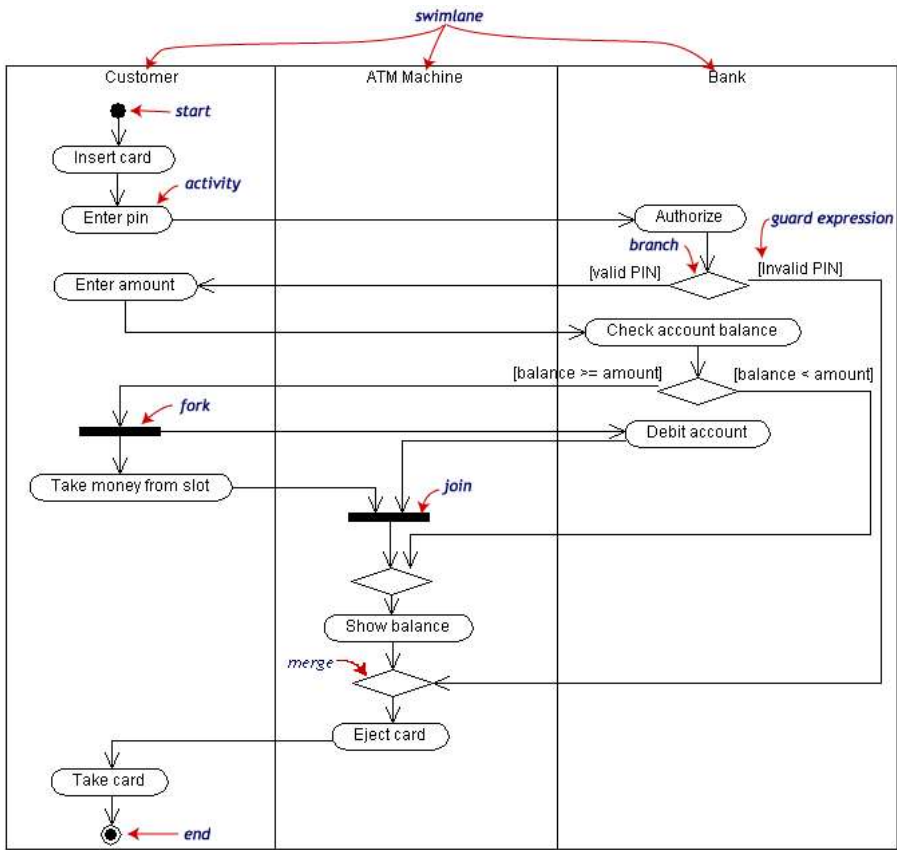 swimlane
Customer
ATM Machine
Bank
start
Insert card
activity
Enter pin
Authorize
guard expression
branch
[valid PIN]
[Invalid PIN]
Enter amount
Check account balance
[balance >= amount]
[balance < amount]
fork
Debit account
Take money from slot
join
Show balance
merge
Eject card
Take card
end